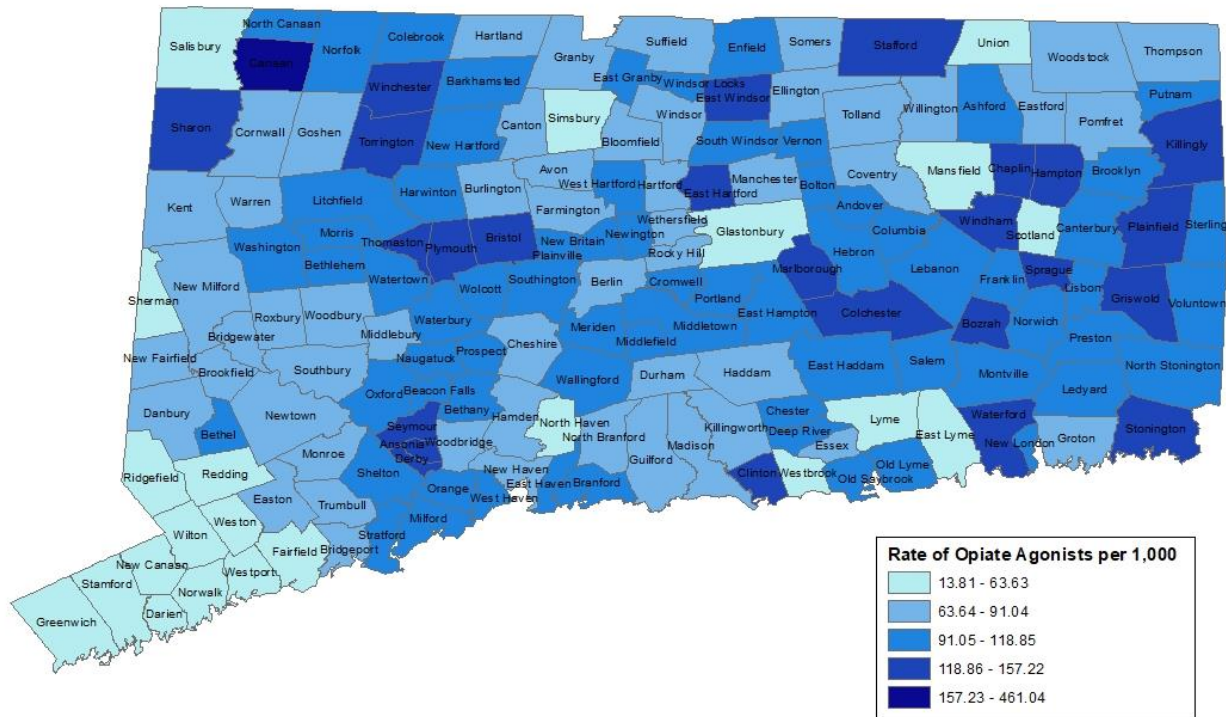 North Canaan
Salisbury
Canaan
Norfolk
Colebrook
Hartland
Granby
Suffield
Enfield
Somers
Stafford
Union
Woodstock
Thompson
Winchester
Barkhamsted
East Granby
Windsor Locks
East Windsor
Ellington
Willington
Ashford
Eastford
Putnam
Pomfret
Sharon
Cornwall
Goshen
Torrington
New Hartford
Canton
Simsbury
Bloomfield
Windsor
South Windsor
Vernon
Tolland
Killingly
Mansfield
Chaplin
Hampton
Brooklyn
Kent
Warren
Litchfield
Harwinton
Burlington
Avon
West Hartford
Hartford
East Hartford
Manchester
Bolton
Coventry
Andover
Farmington
Wethersfield
Glastonbury
Columbia
Windham
Scotland
Canterbury
Plainfield
Sterling
Washington
Morris
Bethlehem
Thomaston
Plymouth
Bristol
New Britain
Plainville
Newington
Rocky Hill
Hebron
Marlborough
Lebanon
Franklin
Sprague
Lisbon
Griswold
Voluntown
Sherman
New Milford
Watertown
Wolcott
Southington
Berlin
Cromwell
Portland
East Hampton
Colchester
Bozrah
Norwich
Preston
Roxbury
Woodbury
Middlebury
Waterbury
Meriden
Middletown
Middlefield
Bridgewater
New Fairfield
Brookfield
Southbury
Naugatuck
Prospect
Cheshire
Wallingford
Durham
Haddam
East Haddam
Salem
Montville
Ledyard
North Stonington
Danbury
Bethel
Newtown
Oxford
Beacon Falls
Bethany
Hamden
North Haven
North Branford
Killingworth
Chester
Deep River
Essex
Lyme
East Lyme
Waterford
New London
Groton
Stonington
Seymour
Ansonia
Derby
Woodbridge
Monroe
Ridgefield
Redding
Shelton
Orange
New Haven
East Haven
West Haven
Branford
Guilford
Madison
Clinton
Westbrook
Old Saybrook
Old Lyme
Easton
Trumbull
Milford
Stratford
Bridgeport
Weston
Wilton
Fairfield
Westport
New Canaan
Norwalk
Stamford
Darien
Greenwich
Rate of Opiate Agonists per 1,000
13.81 - 63.63
63.64 - 91.04
91.05 - 118.85
118.86 - 157.22
157.23 - 461.04